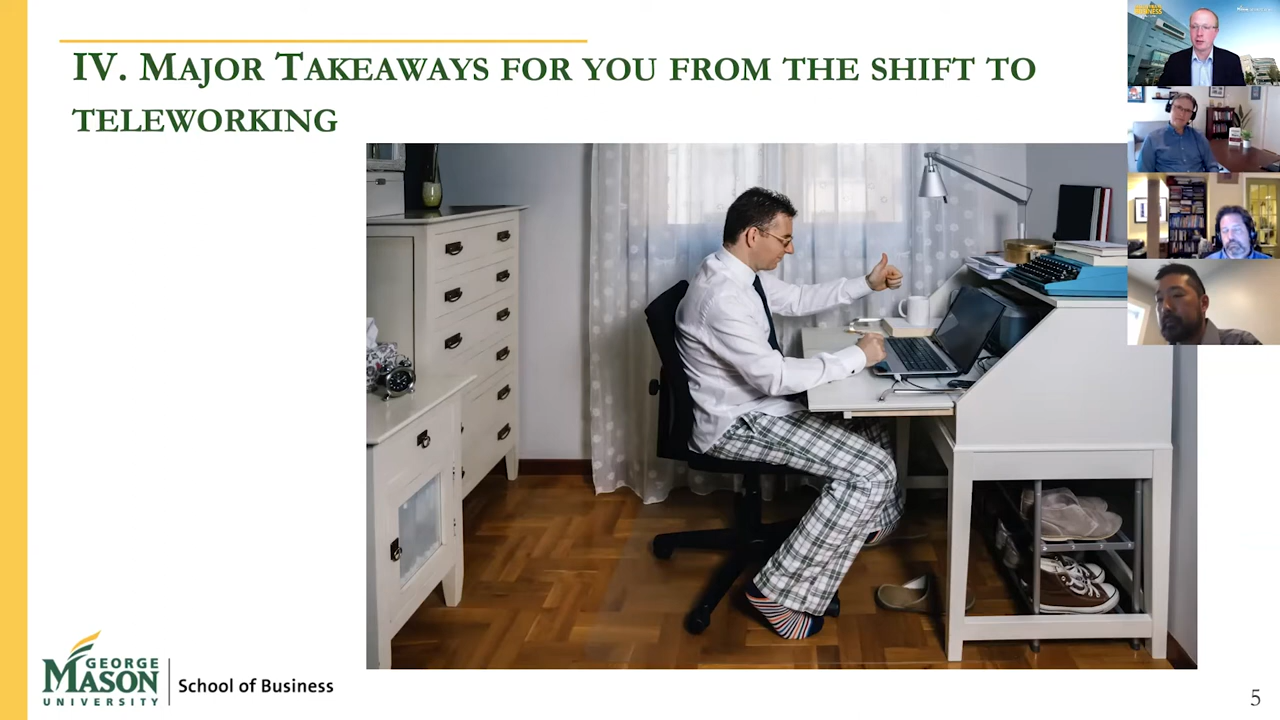 IV. MAJOR TAKEAWAYS FOR YOU FROM THE SHIFT TO
TELEWORKING
GEORGE
MASON
UNIVERSITY
School of Business
5